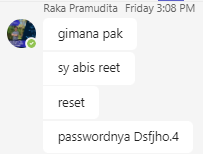 Raka Pramudita Friday 3:08 PM
gimana pak
sy abis reet
reset
passwordnya Dsfjho.4